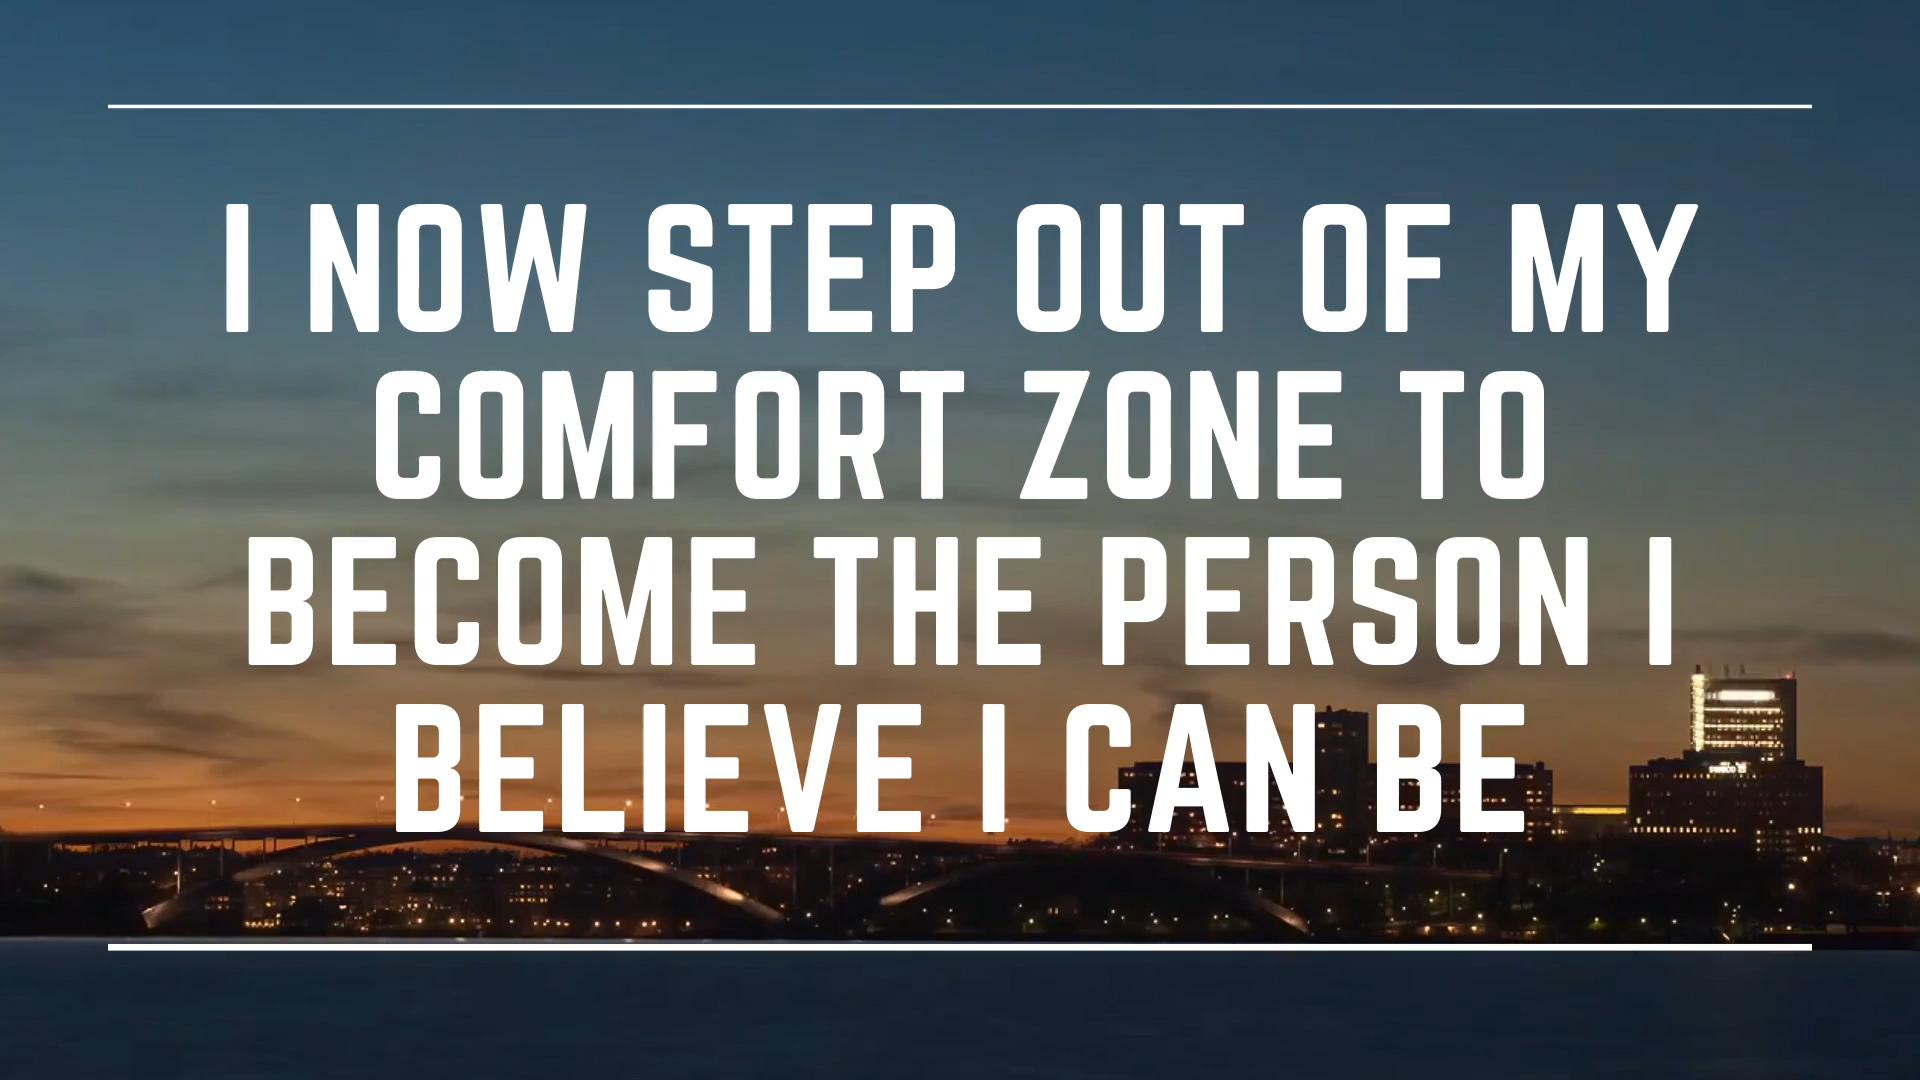 I NOW STEP OUT OF MY
COMFORT ZONE TO
BECOME THE PERSON I
BELIEVE I CAN BE